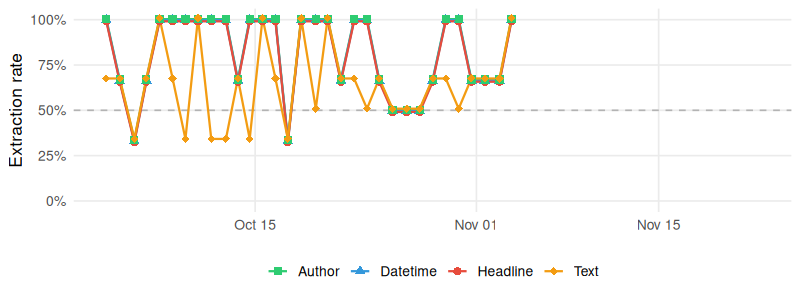 Extraction rate
100%
75%
50%
25%
0%
Oct 15
Nov 01
Nov 15
Author
Datetime
Headline
Text